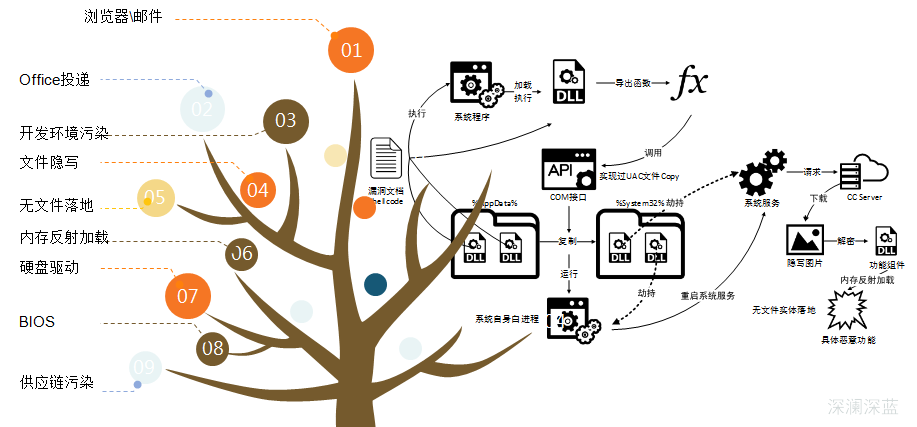 浏览器\邮件
01
Office投递
02
开发环境污染
03
文件隐写
04
无文件落地
05
内存反射加载
06
硬盘驱动
07
BIOS
08
供应链污染
09
漏洞文档
shellcode
执行
系统程序
加载
执行
DLL
导出函数
fx
调用
API
COM接口
实现过UAC文件Copy
%AppData%
DLL
DLL
复制
%System32%
DLL
DLL
劫持
运行
劫持
系统自身白进程
重启系统服务
系统服务
请求
CC Server
下载
隐写图片
解密
DLL
功能组件
内存反射加载
无文件实体落地
具体恶意功能
深澜深蓝